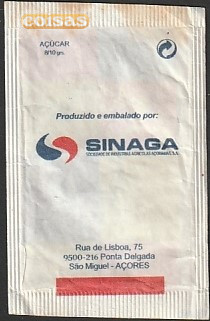 coisas
AÇÚCAR
8/10 gr.
Produzido e embalado por:
SINAGA
SOCIEDADE DE INDÚSTRIAS AGRÍCOLAS AÇOREANAS, S.A.
Rua de Lisboa, 75
9500-216 Ponta Delgada
São Miguel - AÇORES